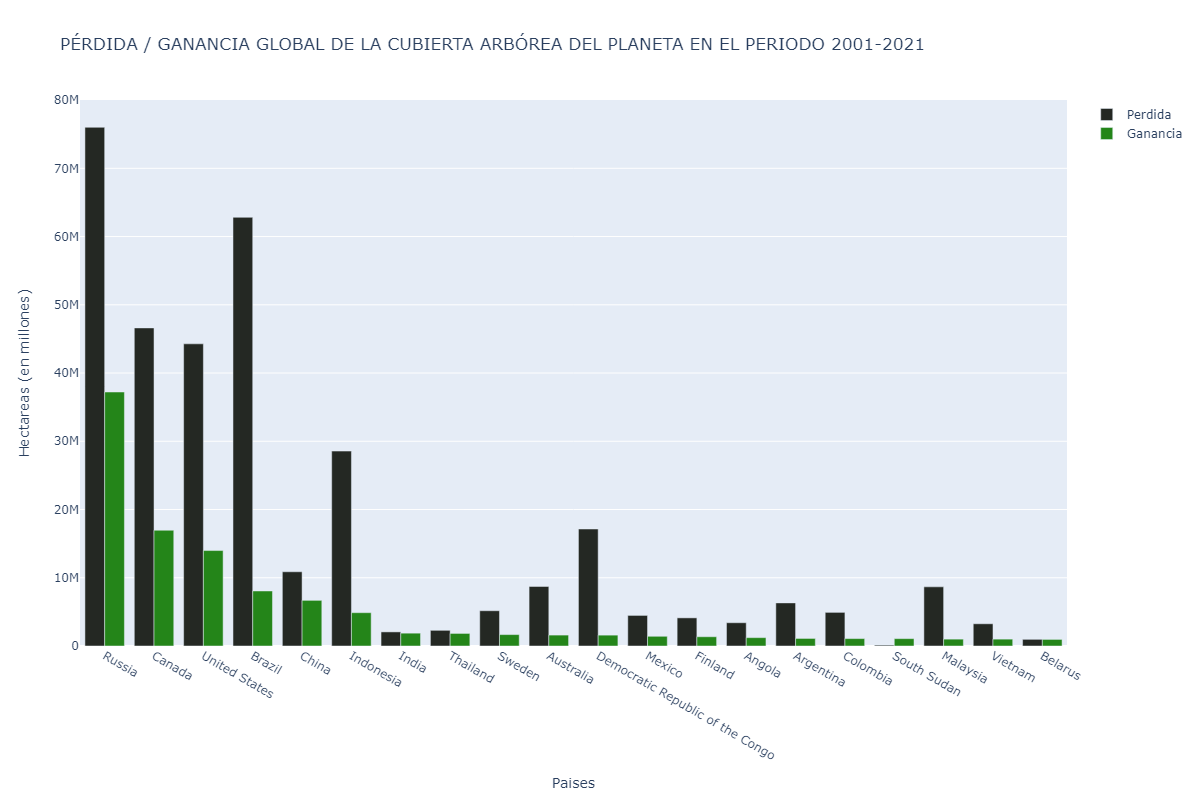 PÉRDIDA / GANANCIA GLOBAL DE LA CUBIERTA ARBÓREA DEL PLANETA EN EL PERIODO 2001-2021
80M
70M
60M
50M
40M
30M
20M
10M
0
Hectareas (en millones)
Perdida
Ganancia
Russia
Canada
United States
Brazil
China
Indonesia
India
Thailand
Sweden
Australia
Democratic Republic of the Congo
Mexico
Finland
Angola
Argentina
Colombia
South Sudan
Malaysia
Vietnam
Belarus
Paises